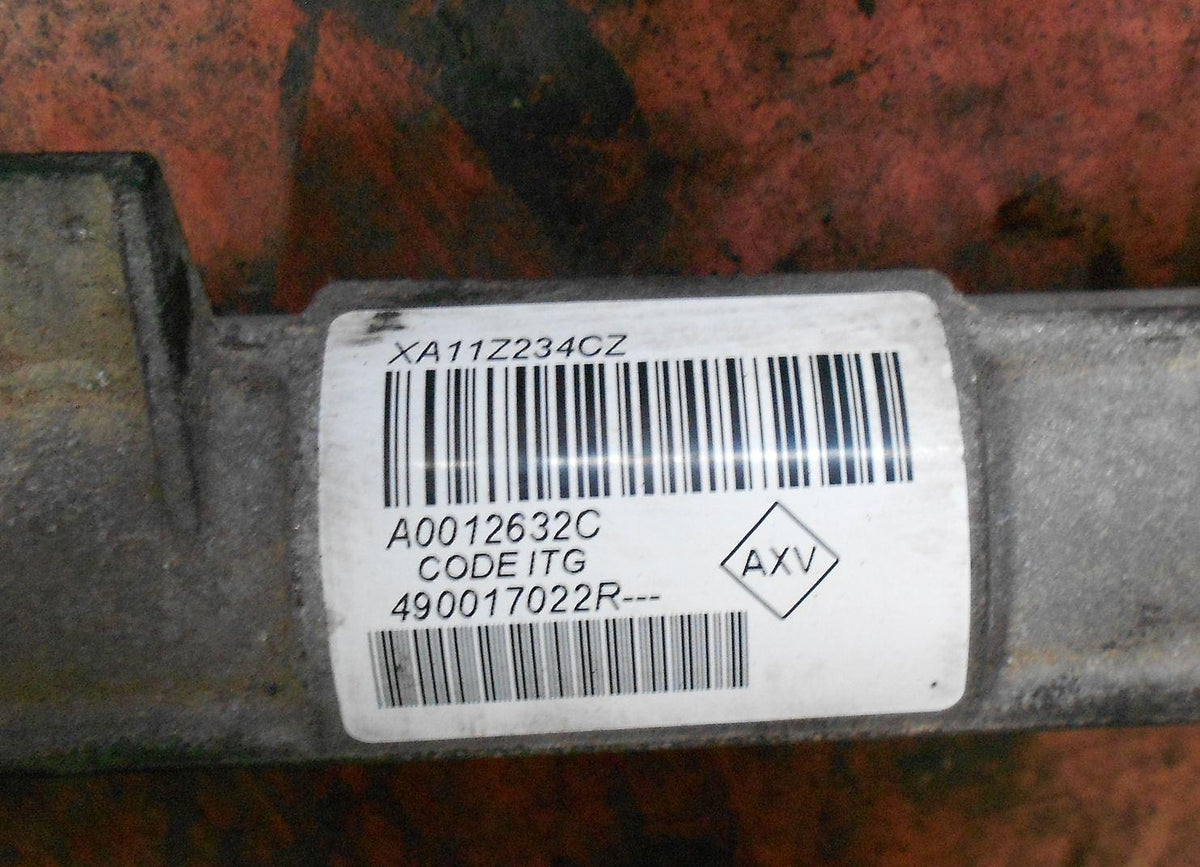 XA11Z234CZ
A0012632C
CODE ITG
AXV
490017022R---